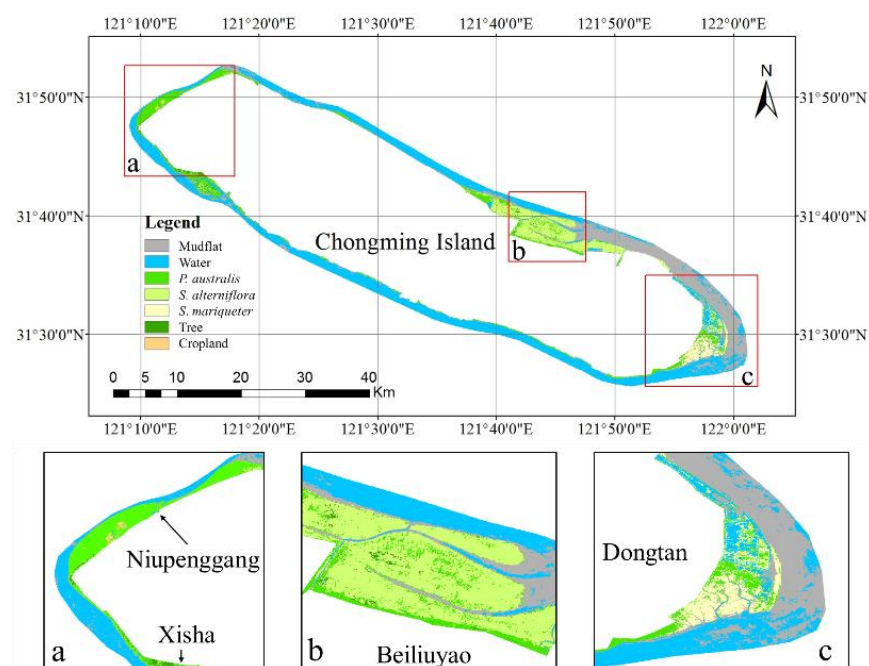 121°10'0"E 121°20'0"E 121°30'0"E 121°40'0"E 121°50'0"E 122°0'0"E
N
31°50'0"N 31°50'0"N
a
31°40'0"N 31°40'0"N
Legend
Mudflat
Water
P. australis
S. alterniflora
S. mariqueter
Tree
Cropland
Chongming Island
b
31°30'0"N 31°30'0"N
c
0 5 10 20 30 40
Km
121°10'0"E 121°20'0"E 121°30'0"E 121°40'0"E 121°50'0"E 122°0'0"E
Niupenggang
Xisha
a
b
Beiliuyao
Dongtan
c